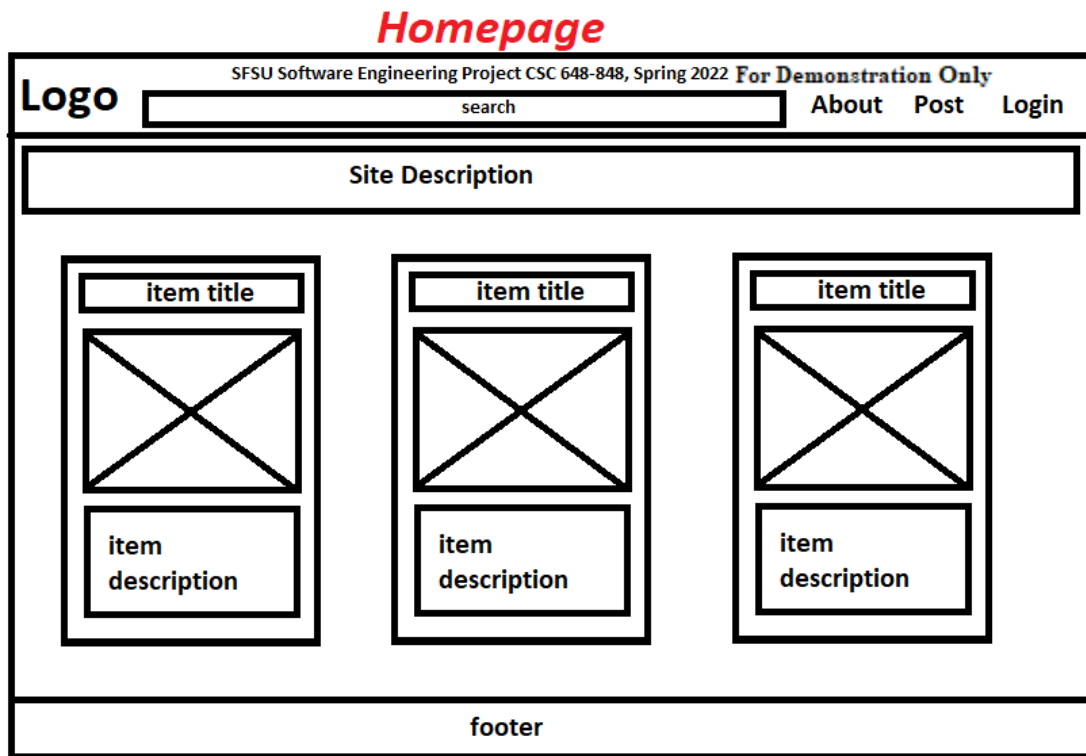 Homepage
SFSU Software Engineering Project CSC 648-848, Spring 2022 For Demonstration Only
Logo
search
About Post Login
Site Description
item title
item title
item title
item
description
item
description
item
description
footer